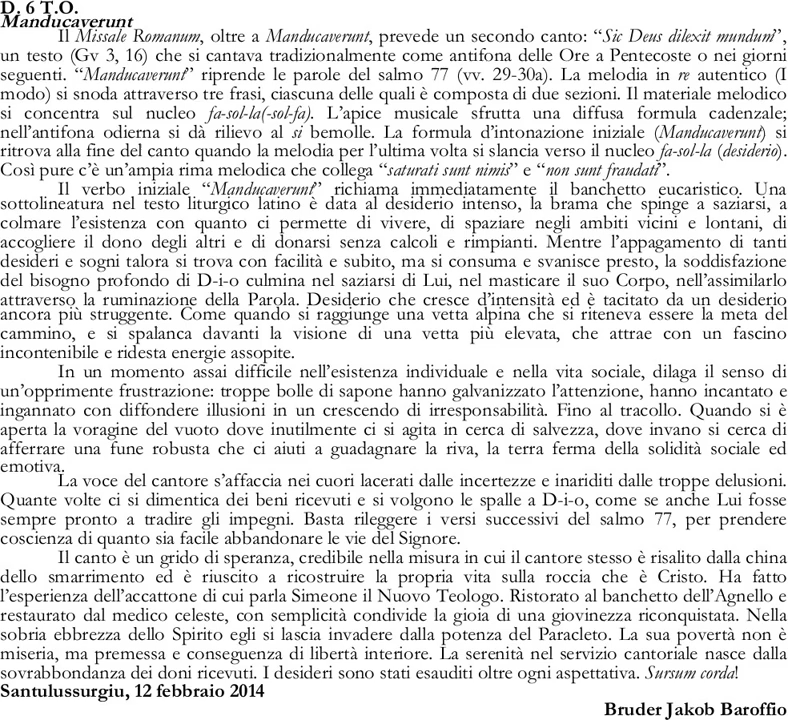 D. 6 T.O.
Manducaverunt
Il Missale Romanum, oltre a Manducaverunt, prevede un secondo canto: “Sic Deus dilexit mundum”,
un testo (Gv 3, 16) che si cantava tradizionalmente come antifona delle Ore a Pentecoste o nei giorni
seguenti. “Manducaverunt” riprende le parole del salmo 77 (vv. 29-30a). La melodia in re autentico (I
modo) si snoda attraverso tre frasi, ciascuna delle quali è composta di due sezioni. Il materiale melodico
si concentra sul nucleo fa-sol-la(-sol-fa). L’apice musicale sfrutta una diffusa formula cadenzale;
nell’antifona odierna si dà rilievo al si bemolle. La formula d’intonazione iniziale (Manducaverunt) si
ritrova alla fine del canto quando la melodia per l’ultima volta si slancia verso il nucleo fa-sol-la (desiderio).
Così pure c’è un’ampia rima melodica che collega “saturati sunt nimis” e “non sunt fraudati”.
Il verbo iniziale “Manducaverunt” richiama immediatamente il banchetto eucaristico. Una
sottolineatura nel testo liturgico latino è data al desiderio intenso, la brama che spinge a saziarsi, a
colmare l’esistenza con quanto ci permette di vivere, di spaziare negli ambiti vicini e lontani, di
accogliere il dono degli altri e di donarsi senza calcoli e rimpianti. Mentre l’appagamento di tanti
desideri e sogni talora si trova con facilità e subito, ma si consuma e svanisce presto, la soddisfazione
del bisogno profondo di D-i-o culmina nel saziarsi di Lui, nel masticare il suo Corpo, nell’assimilarlo
attraverso la ruminazione della Parola. Desiderio che cresce d’intensità ed è tacitato da un desiderio
ancora più struggente. Come quando si raggiunge una vetta alpina che si riteneva essere la meta del
cammino, e si spalanca davanti la visione di una vetta più elevata, che attrae con un fascino
incontenibile e ridesta energie assopite.
In un momento assai difficile nell’esistenza individuale e nella vita sociale, dilaga il senso di
un’opprimente frustrazione: troppe bolle di sapone hanno galvanizzato l’attenzione, hanno incantato e
ingannato con diffondere illusioni in un crescendo di irresponsabilità. Fino al tracollo. Quando si è
aperta la voragine del vuoto dove inutilmente ci si agita in cerca di salvezza, dove invano si cerca di
afferrare una fune robusta che ci aiuti a guadagnare la riva, la terra ferma della solidità sociale ed
emotiva.
La voce del cantore s’affaccia nei cuori lacerati dalle incertezze e inariditi dalle troppe delusioni.
Quante volte ci si dimentica dei beni ricevuti e si volgono le spalle a D-i-o, come se anche Lui fosse
sempre pronto a tradire gli impegni. Basta rileggere i versi successivi del salmo 77, per prendere
coscienza di quanto sia facile abbandonare le vie del Signore.
Il canto è un grido di speranza, credibile nella misura in cui il cantore stesso è risalito dalla china
dello smarrimento ed è riuscito a ricostruire la propria vita sulla roccia che è Cristo. Ha fatto
l’esperienza dell’accattone di cui parla Simeone il Nuovo Teologo. Ristorato al banchetto dell’Agnello e
restaurato dal medico celeste, con semplicità condivide la gioia di una giovinezza riconquistata. Nella
sobria ebbrezza dello Spirito egli si lascia invadere dalla potenza del Paracleto. La sua povertà non è
miseria, ma premessa e conseguenza di libertà interiore. La serenità nel servizio cantoriale nasce dalla
sovrabbondanza dei doni ricevuti. I desideri sono stati esauditi oltre ogni aspettativa. Sursum corda!
Santulussurgiu, 12 febbraio 2014
Bruder Jakob Baroffio